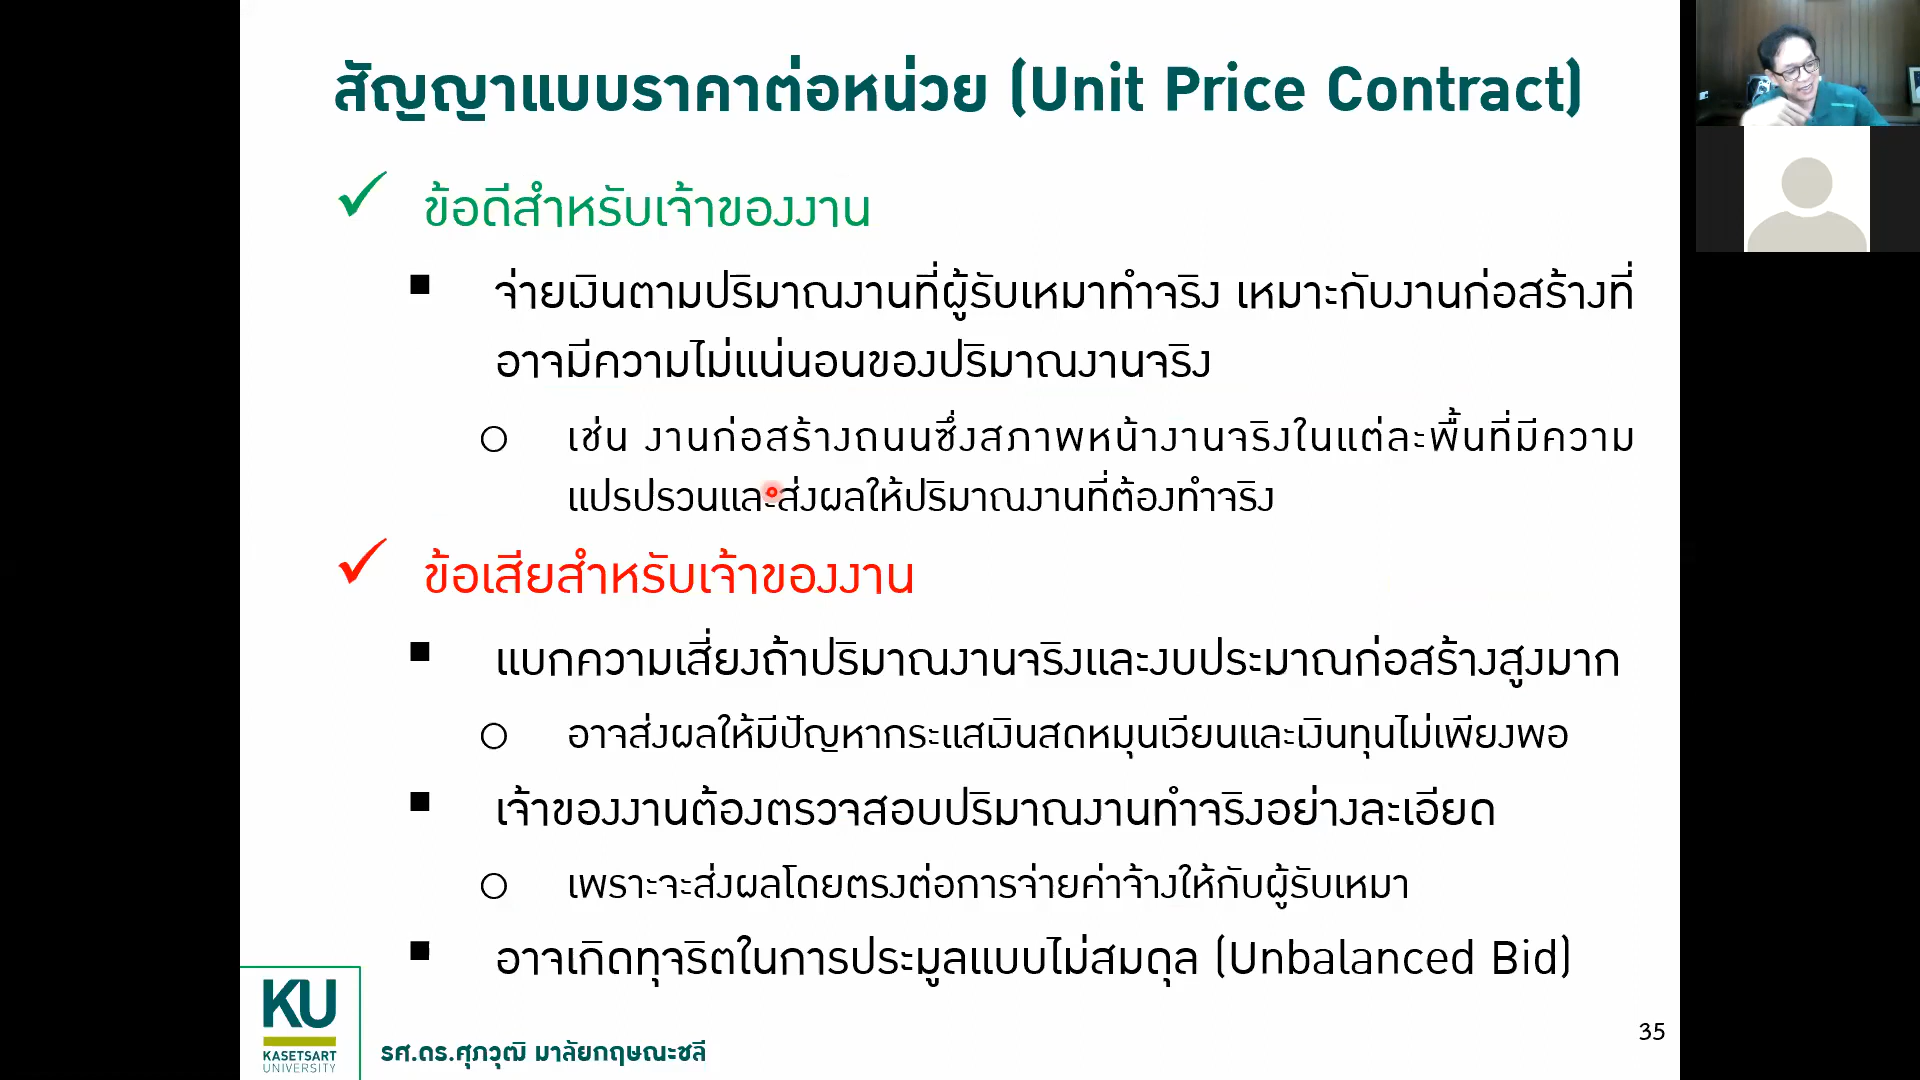 สัญญาแบบราคาต่อหน่วย (Unit Price Contract)
ข้อดีสำหรับเจ้าของงาน
จ่ายเงินตามปริมาณงานที่ผู้รับเหมาทำจริง เหมาะกับงานก่อสร้างที่
อาจมีความไม่แน่นอนของปริมาณงานจริง
เช่น งานก่อสร้างถนนซึ่งสภาพหน้างานจริงในแต่ละพื้นที่มีความ
แปรปรวนและส่งผลให้ปริมาณงานที่ต้องทำจริง
ข้อเสียสำหรับเจ้าของงาน
แบกความเสี่ยงถ้าปริมาณงานจริงและงบประมาณก่อสร้างสูงมาก
อาจส่งผลให้มีปัญหากระแสเงินสดหมุนเวียนและเงินทุนไม่เพียงพอ
เจ้าของงานต้องตรวจสอบปริมาณงานทำจริงอย่างละเอียด
เพราะจะส่งผลโดยตรงต่อการจ่ายค่าจ้างให้กับผู้รับเหมา
อาจเกิดทุจริตในการประมูลแบบไม่สมดุล (Unbalanced Bid)
KU
KASETSART
UNIVERSITY
รศ.ดร.ศุภวุฒิ มาลัยกฤษณะชลี
35